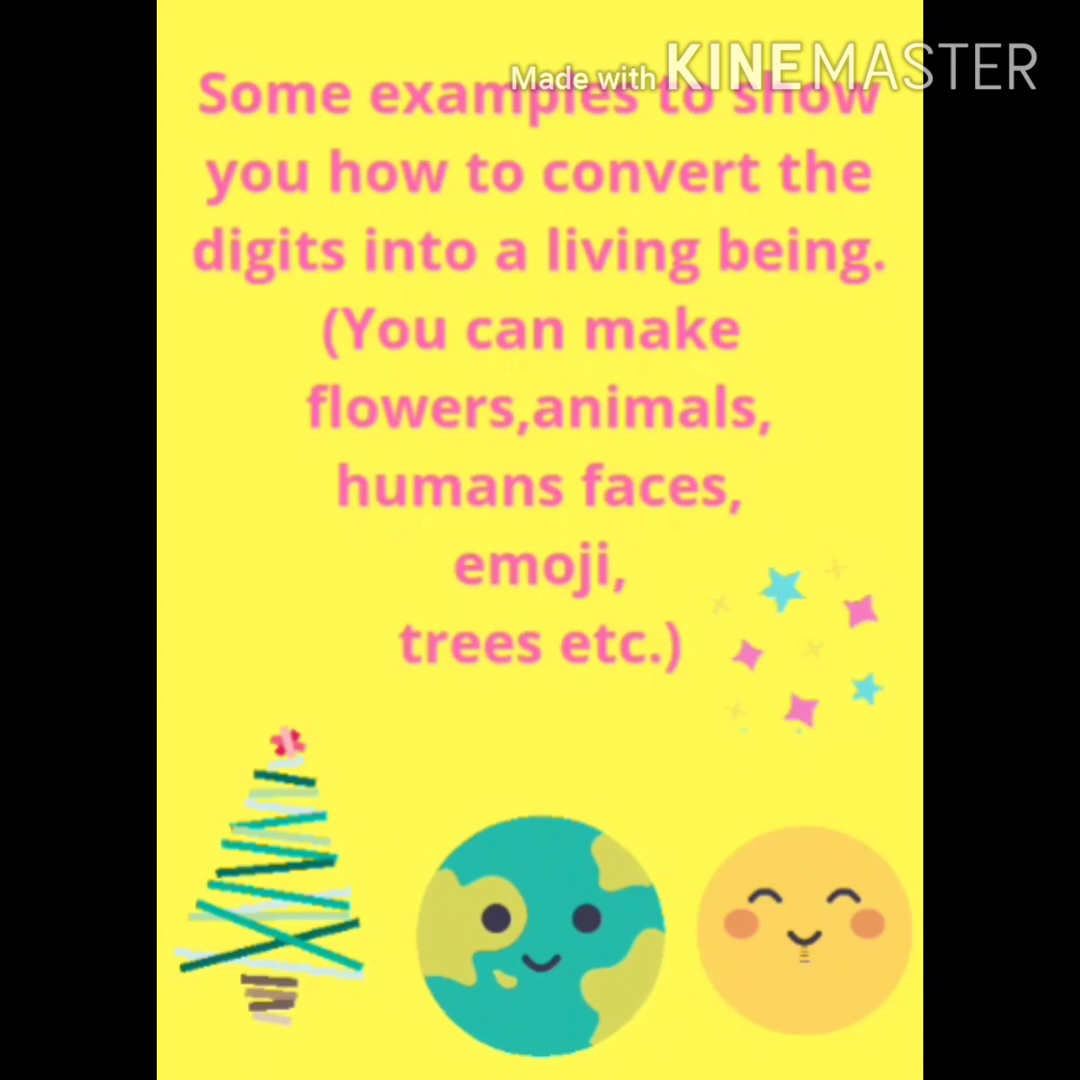 Made with KINEMASTER
Some examples to show
you how to convert the
digits into a living being.
(You can make
flowers,animals,
humans faces,
emoji,
trees etc.)